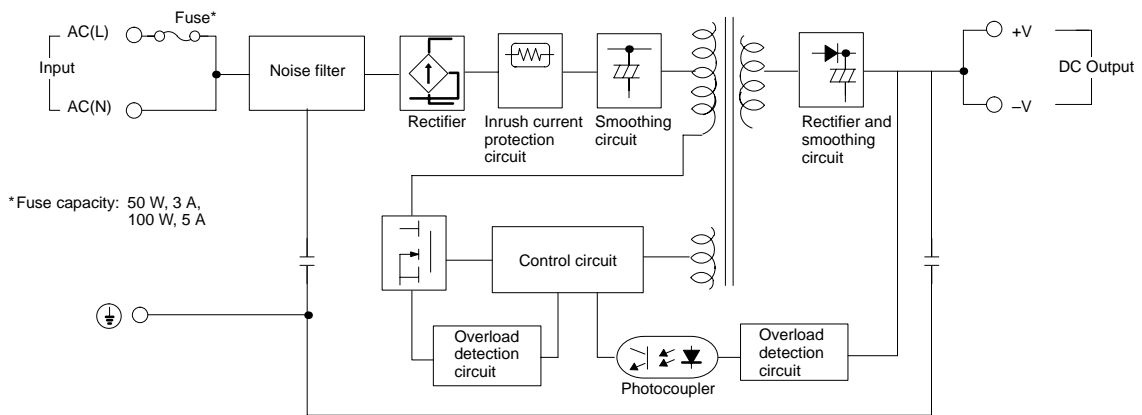 AC(L)
Fuse*
Input
AC(N)
Noise filter
Rectifier
Inrush current
protection
circuit
Smoothing
circuit
Rectifier and
smoothing
circuit
+V
DC Output
–V
*Fuse capacity: 50 W, 3 A,
100 W, 5 A
Control circuit
Overload
detection
circuit
Photocoupler
Overload
detection
circuit